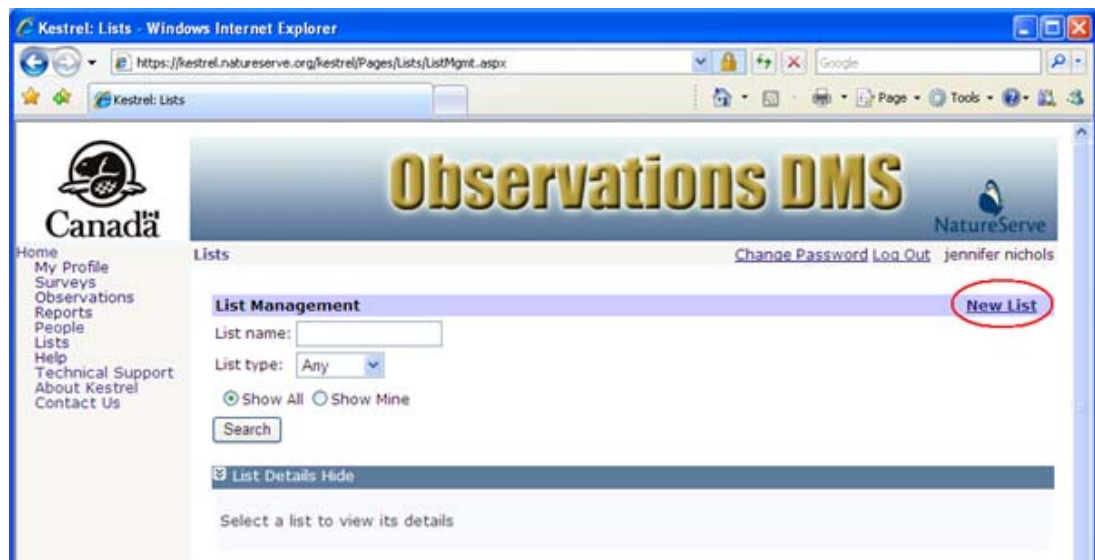 Kestrel: Lists - Windows Internet Explorer
https://kestrel.natureserve.org/kestrel/Pages/Lists/ListMgmt.aspx
Google
Kestrel: Lists
Page
Tools
Canada
Observations DMS
NatureServe
Home
My Profile
Surveys
Observations
Reports
People
Lists
Help
Technical Support
About Kestrel
Contact Us
Lists
Change Password Log Out jennifer nichols
List Management
New List
List name:
List type: Any
Show All Show Mine
Search
List Details Hide
Select a list to view its details